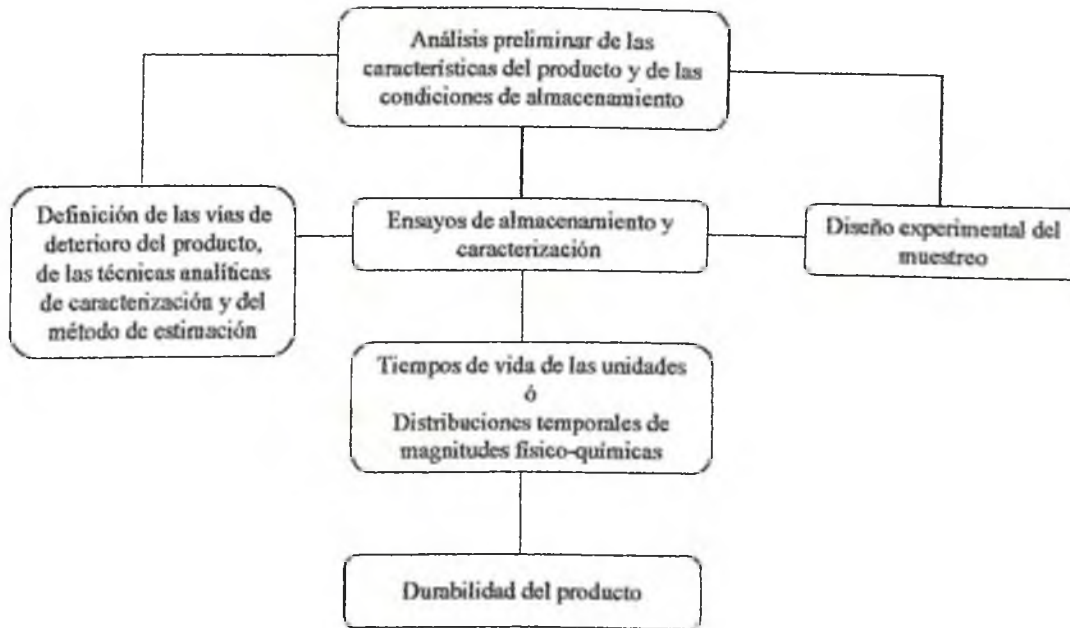 Análisis preliminar de las
características del producto y de las
condiciones de almacenamiento
Definición de las vías de
deterioro del producto,
de las técnicas analíticas
de caracterización y del
método de estimación
Ensayos de almacenamiento y
caracterización
Diseño experimental del
muestreo
Tiempos de vida de las unidades
ó
Distribuciones temporales de
magnitudes físico-químicas
Durabilidad del producto